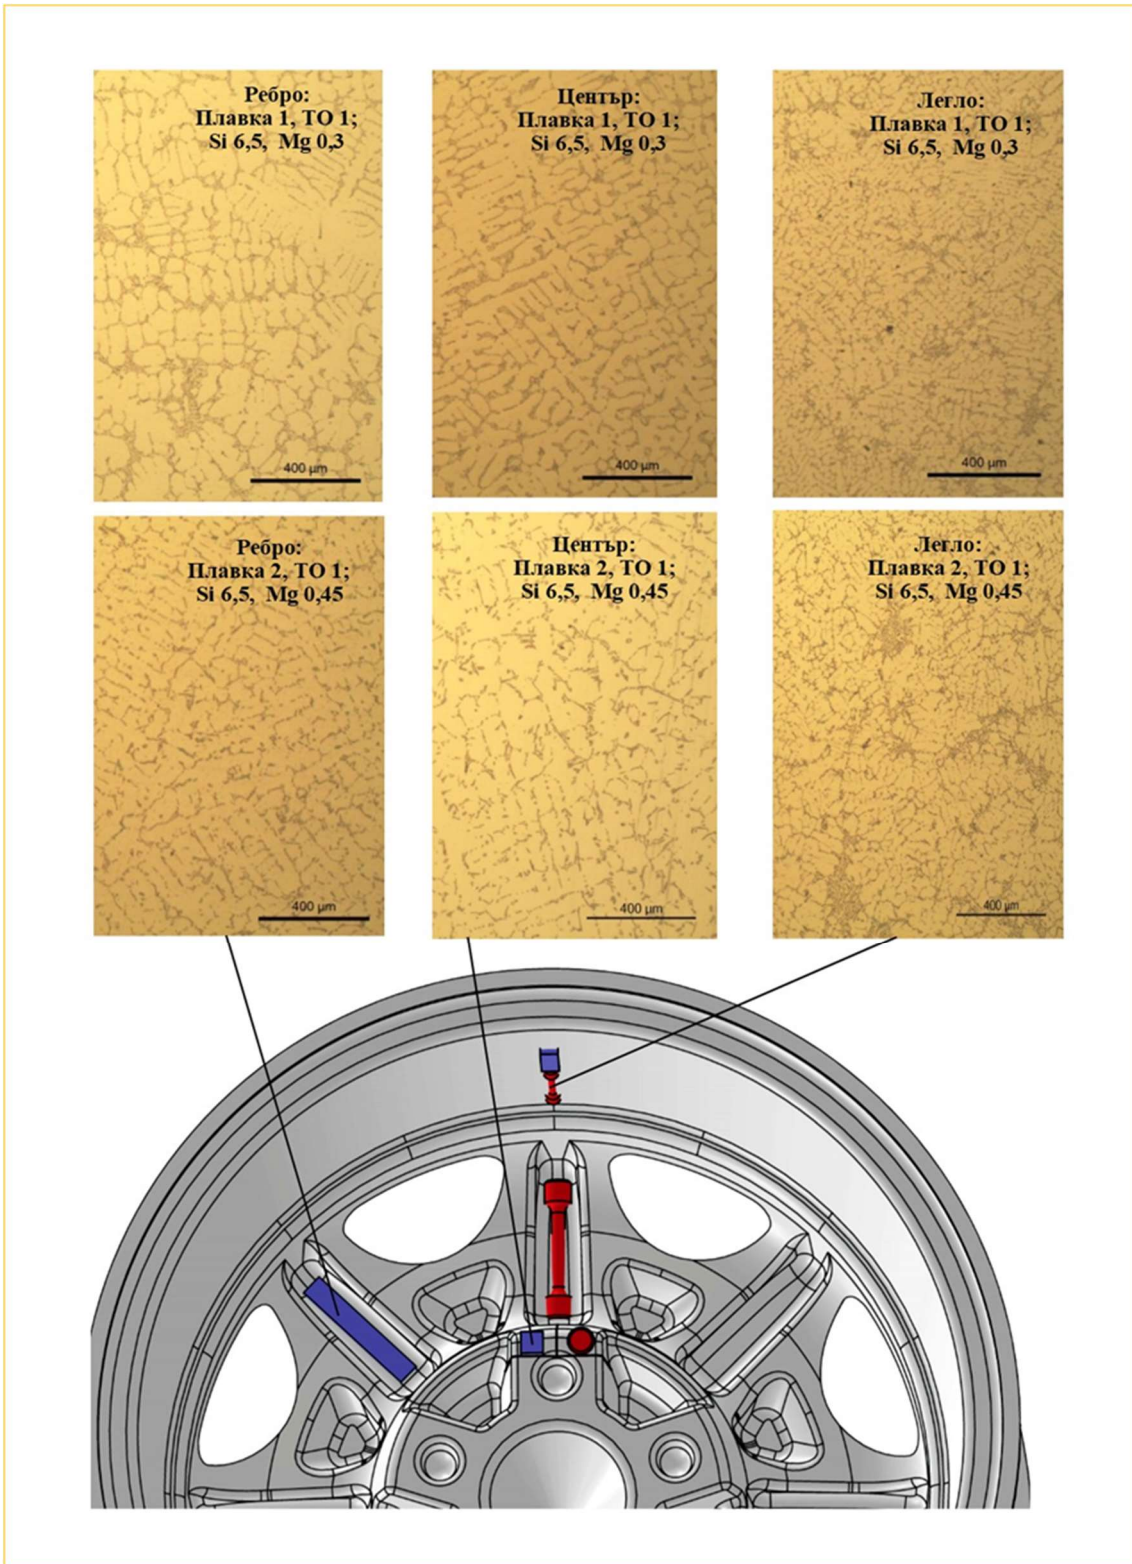 Ребро:
Плавка 1, ТО 1;
Si 6,5, Mg 0,3
400 µm
Център:
Плавка 1, ТО 1;
Si 6,5, Mg 0,3
400 µm
Легло:
Плавка 1, ТО 1;
Si 6,5, Mg 0,3
400 µm
Ребро:
Плавка 2, ТО 1;
Si 6,5, Mg 0,45
400 µm
Център:
Плавка 2, ТО 1;
Si 6,5, Mg 0,45
400 µm
Легло:
Плавка 2, ТО 1;
Si 6,5, Mg 0,45
400 µm